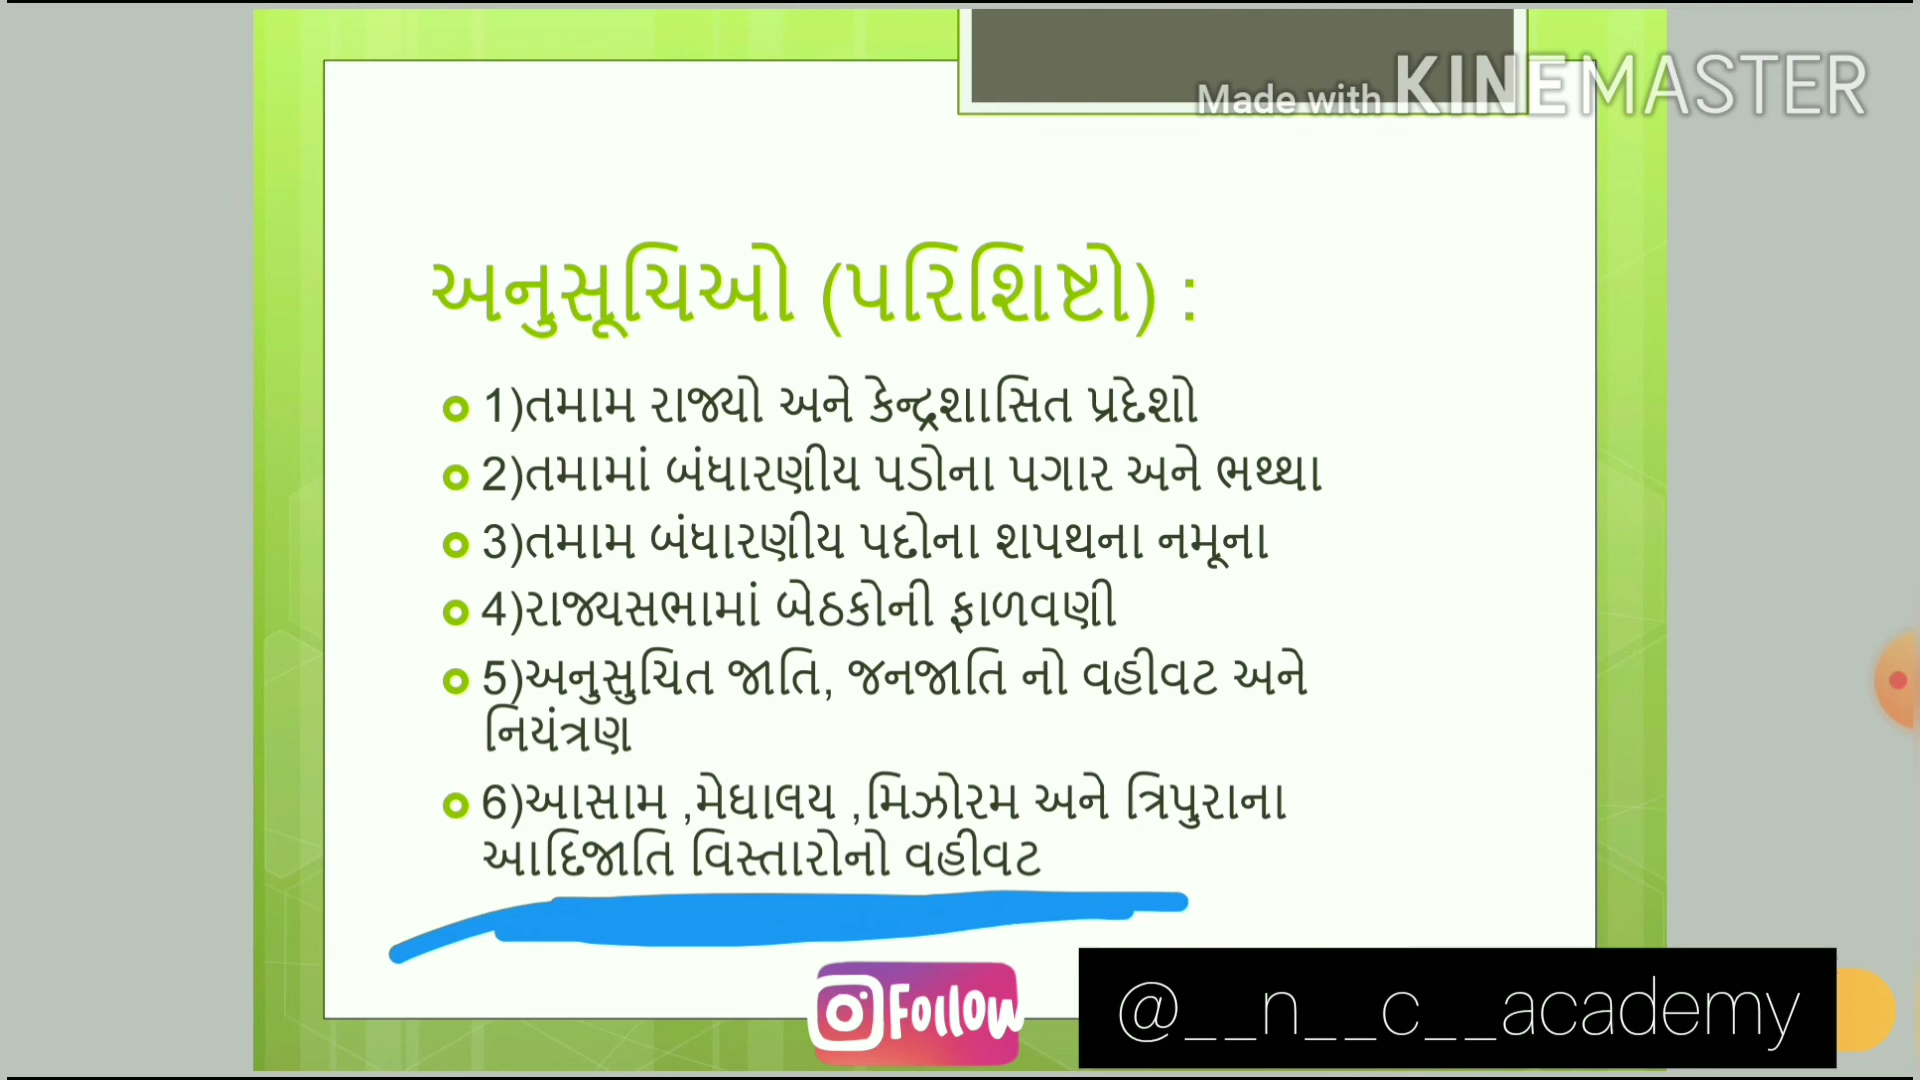 Made with KINEMASTER
અનુસૂચિઓ (પરિશિષ્ટો) :
1)તમામ રાજ્યો અને કેન્દ્રશાસિત પ્રદેશો
2)તમામાં બંધારણીય પડોના પગાર અને ભથ્થા
3)તમામ બંધારણીય પદોના શપથના નમૂના
4)રાજ્યસભામાં બેઠકોની ફાળવણી
5)અનુસુચિત જાતિ, જનજાતિ નો વહીવટ અને
નિયંત્રણ
6)આસામ ,મેઘાલય ,મિઝોરમ અને ત્રિપુરાના
આદિજાતિ વિસ્તારોનો વહીવટ
Follow
@__n__c__academy